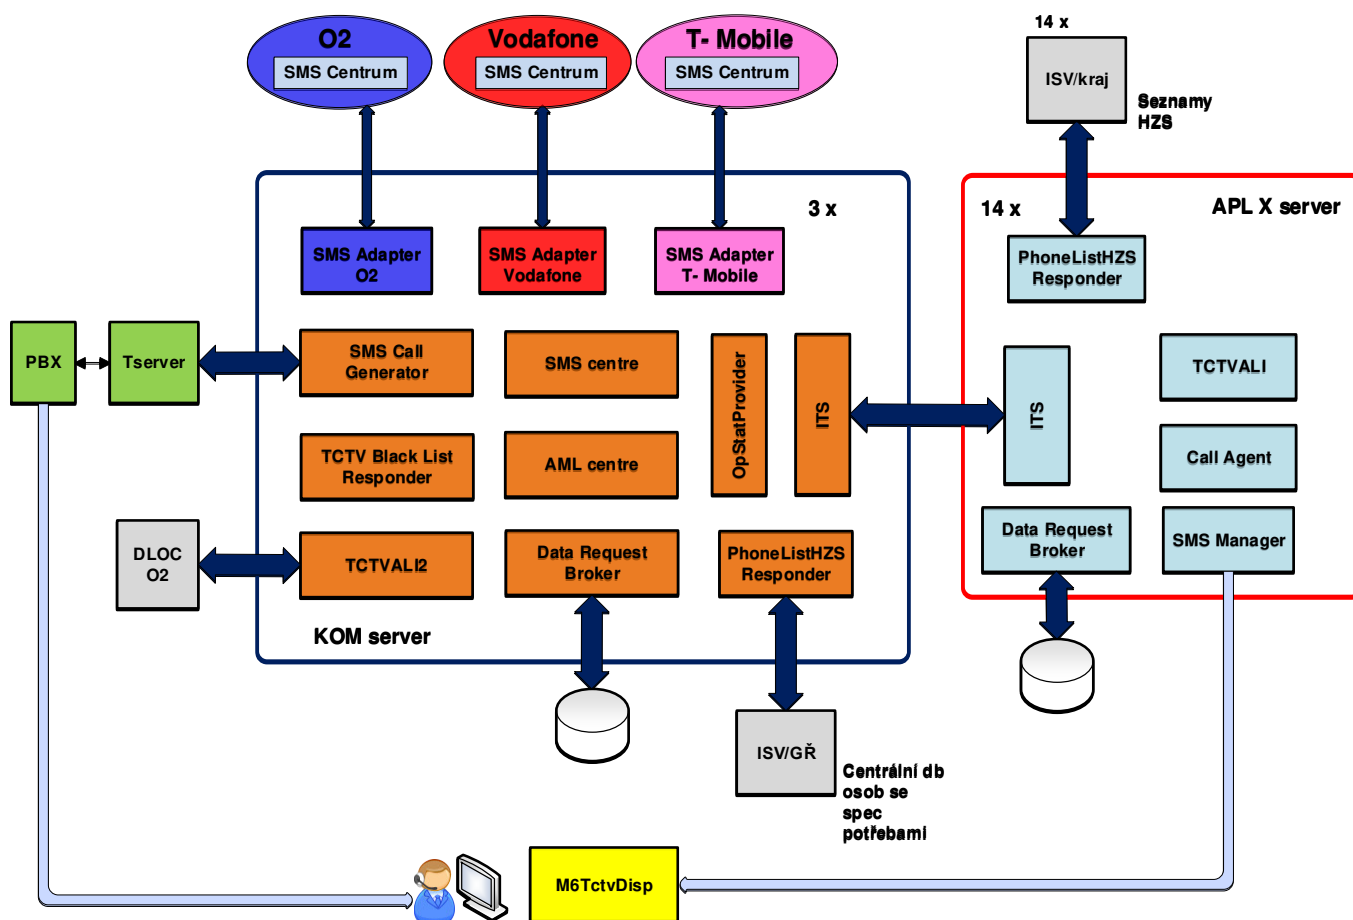 O2
SMS Centrum
Vodafone
SMS Centrum
T- Mobile
SMS Centrum
14 x
ISV/kraj
Seznamy
HZS
3 x
14 x
APL X server
SMS Adapter
O2
SMS Adapter
Vodafone
SMS Adapter
T- Mobile
PhoneListHZS
Responder
PBX
Tserver
SMS Call
Generator
SMS centre
OpStatProvider
ITS
ITS
TCTVALI
TCTV Black List
Responder
AML centre
Call Agent
DLOC
O2
TCTVALI2
Data Request
Broker
PhoneListHZS
Responder
Data Request
Broker
SMS Manager
KOM server
ISV/GŘ
Centrální db
osob se
spec
potřebami
M6TctvDisp